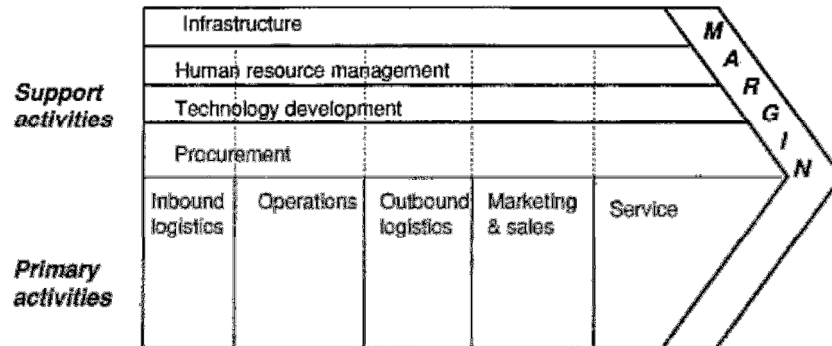 Infrastructure
Human resource management
Technology development
Procurement
Support
activities
MARGIN
Inbound
logistics
Operations
Outbound
logistics
Marketing
& sales
Service
Primary
activities